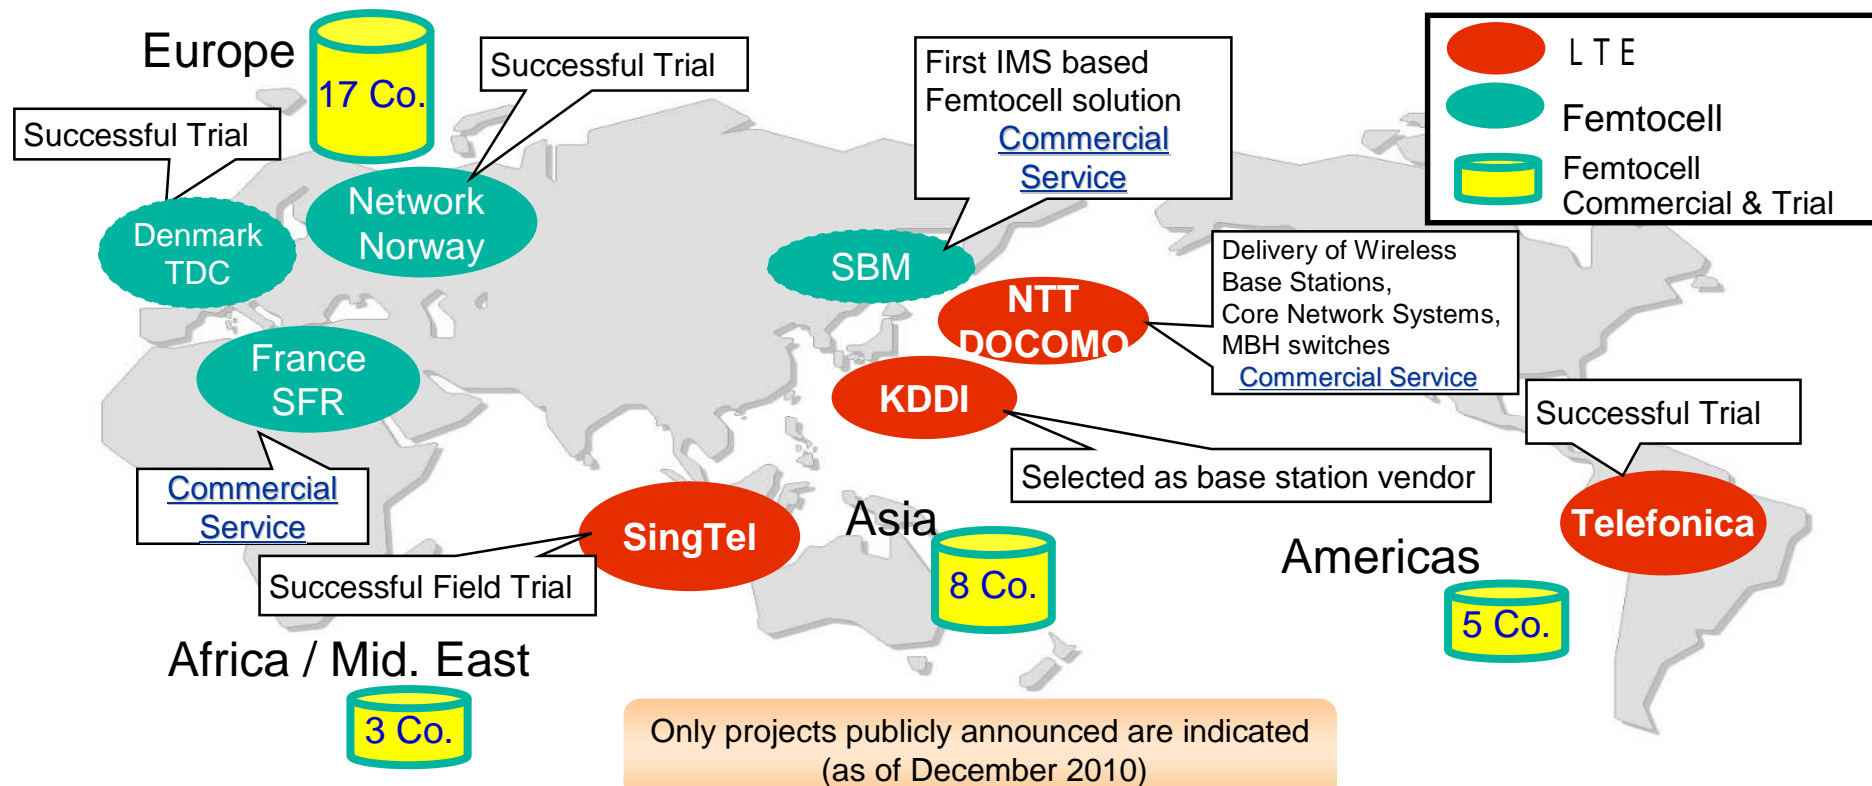 Europe
17 Co.
Successful Trial
Successful Trial
Network
Norway
Denmark
TDC
France
SFR
Commercial
Service
First IMS based
Femtocell solution
Commercial
Service
SBM
NTT
DOCOMO
KDDI
Delivery of Wireless
Base Stations,
Core Network Systems,
MBH switches
Commercial Service
Selected as base station vendor
L T E
Femtocell
Femtocell
Commercial & Trial
Successful Trial
Telefonica
SingTel
Successful Field Trial
Asia
8 Co.
Americas
5 Co.
Africa / Mid. East
3 Co.
Only projects publicly announced are indicated
(as of December 2010)